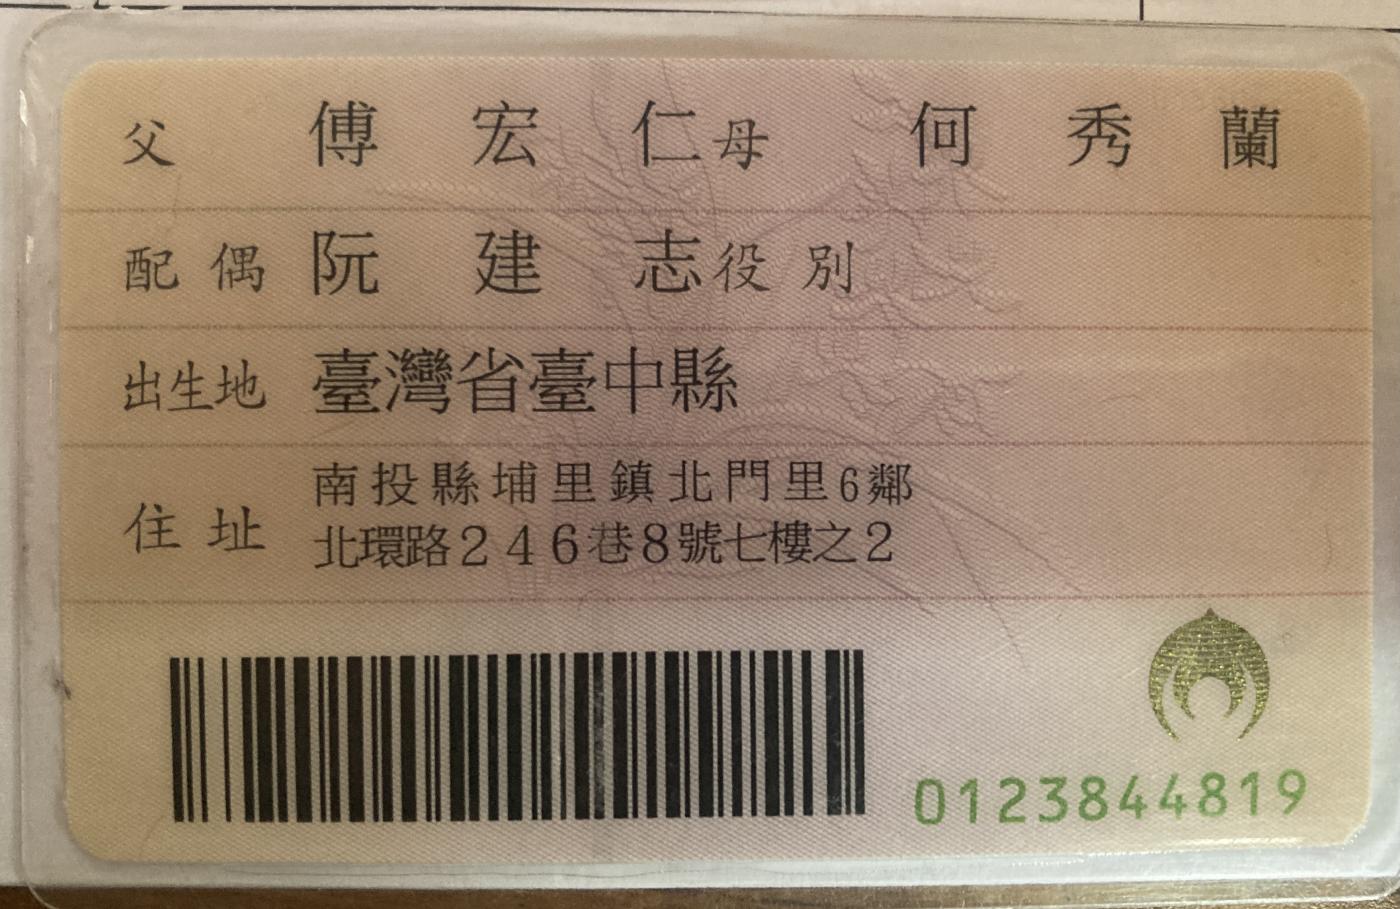 父 傅宏仁 母 何秀蘭
配偶 阮建志 役別
出生地 臺灣省臺中縣
住址 南投縣埔里鎮北門里6鄰
北環路246巷8號七樓之2
0123844819